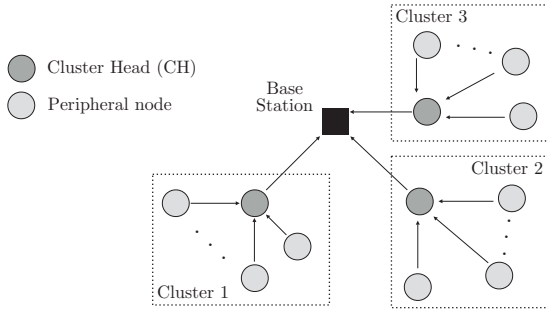 Cluster 3
Cluster Head (CH)
Peripheral node
Base
Station
Cluster 2
Cluster 1